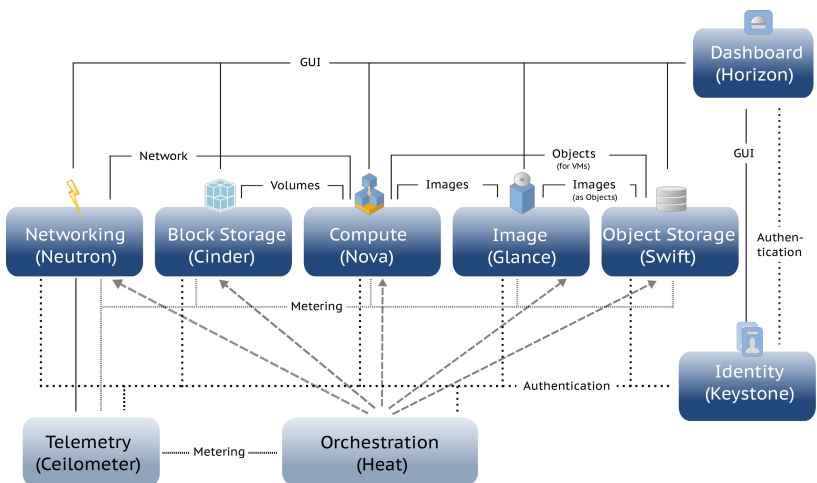 Dashboard
(Horizon)
GUI
GUI
Network
Objects
(for VMs)
Volumes
Images
Images
(as Objects)
Networking
(Neutron)
Block Storage
(Cinder)
Compute
(Nova)
Image
(Glance)
Object Storage
(Swift)
Authen-
tication
Metering
Identity
(Keystone)
Authentication
Telemetry
(Ceilometer)
Metering
Orchestration
(Heat)